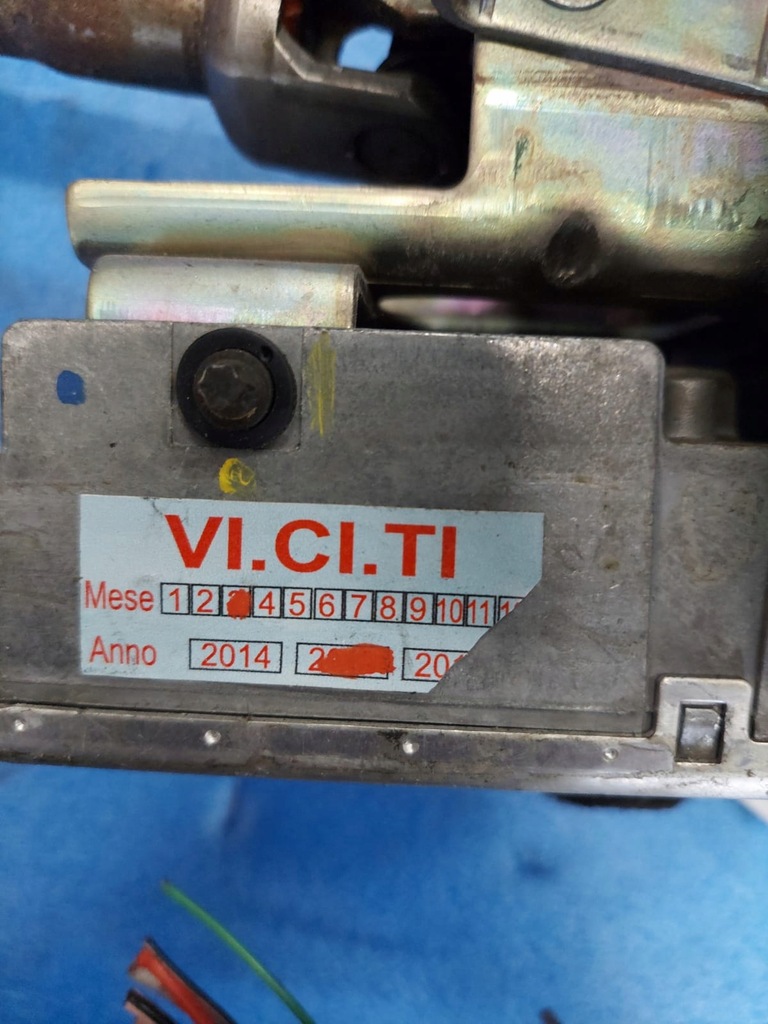 VI.CI.TI
Mese 1 2 4 5 6 7 8 9 10 11
Anno 2014